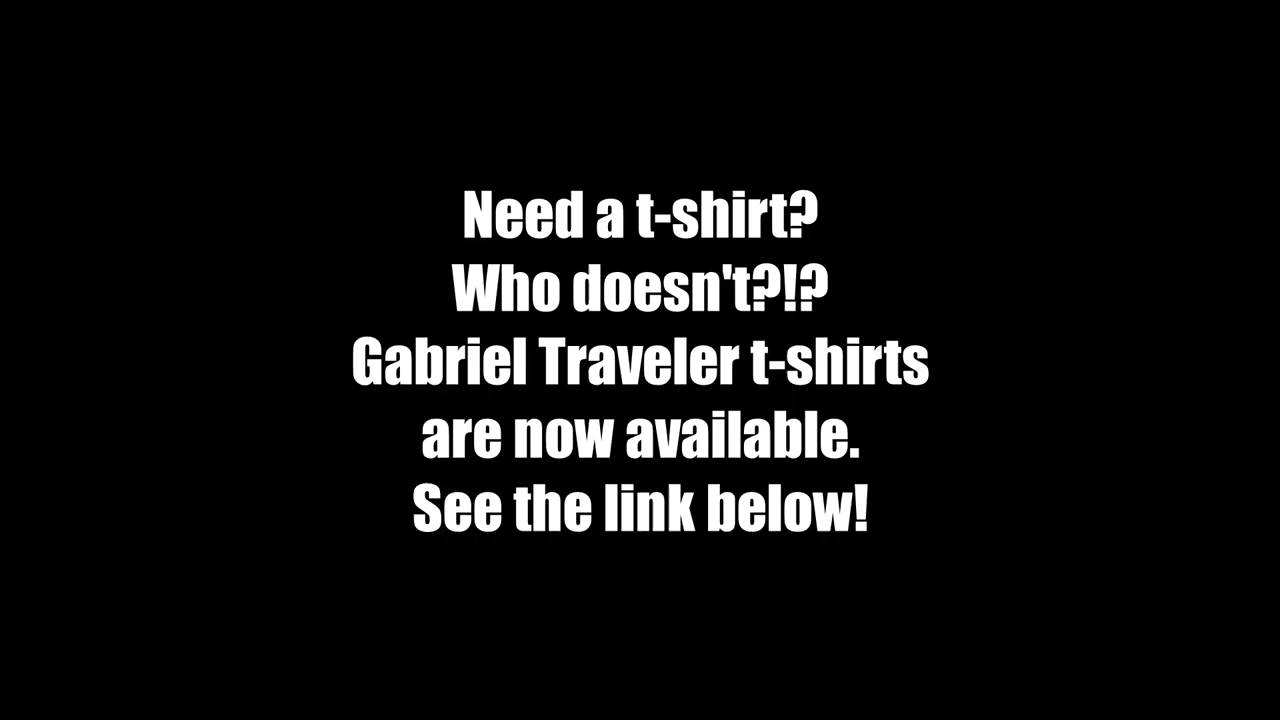 Need a t-shirt?
Who doesn't?!?
Gabriel Traveler t-shirts
are now available.
See the link below!